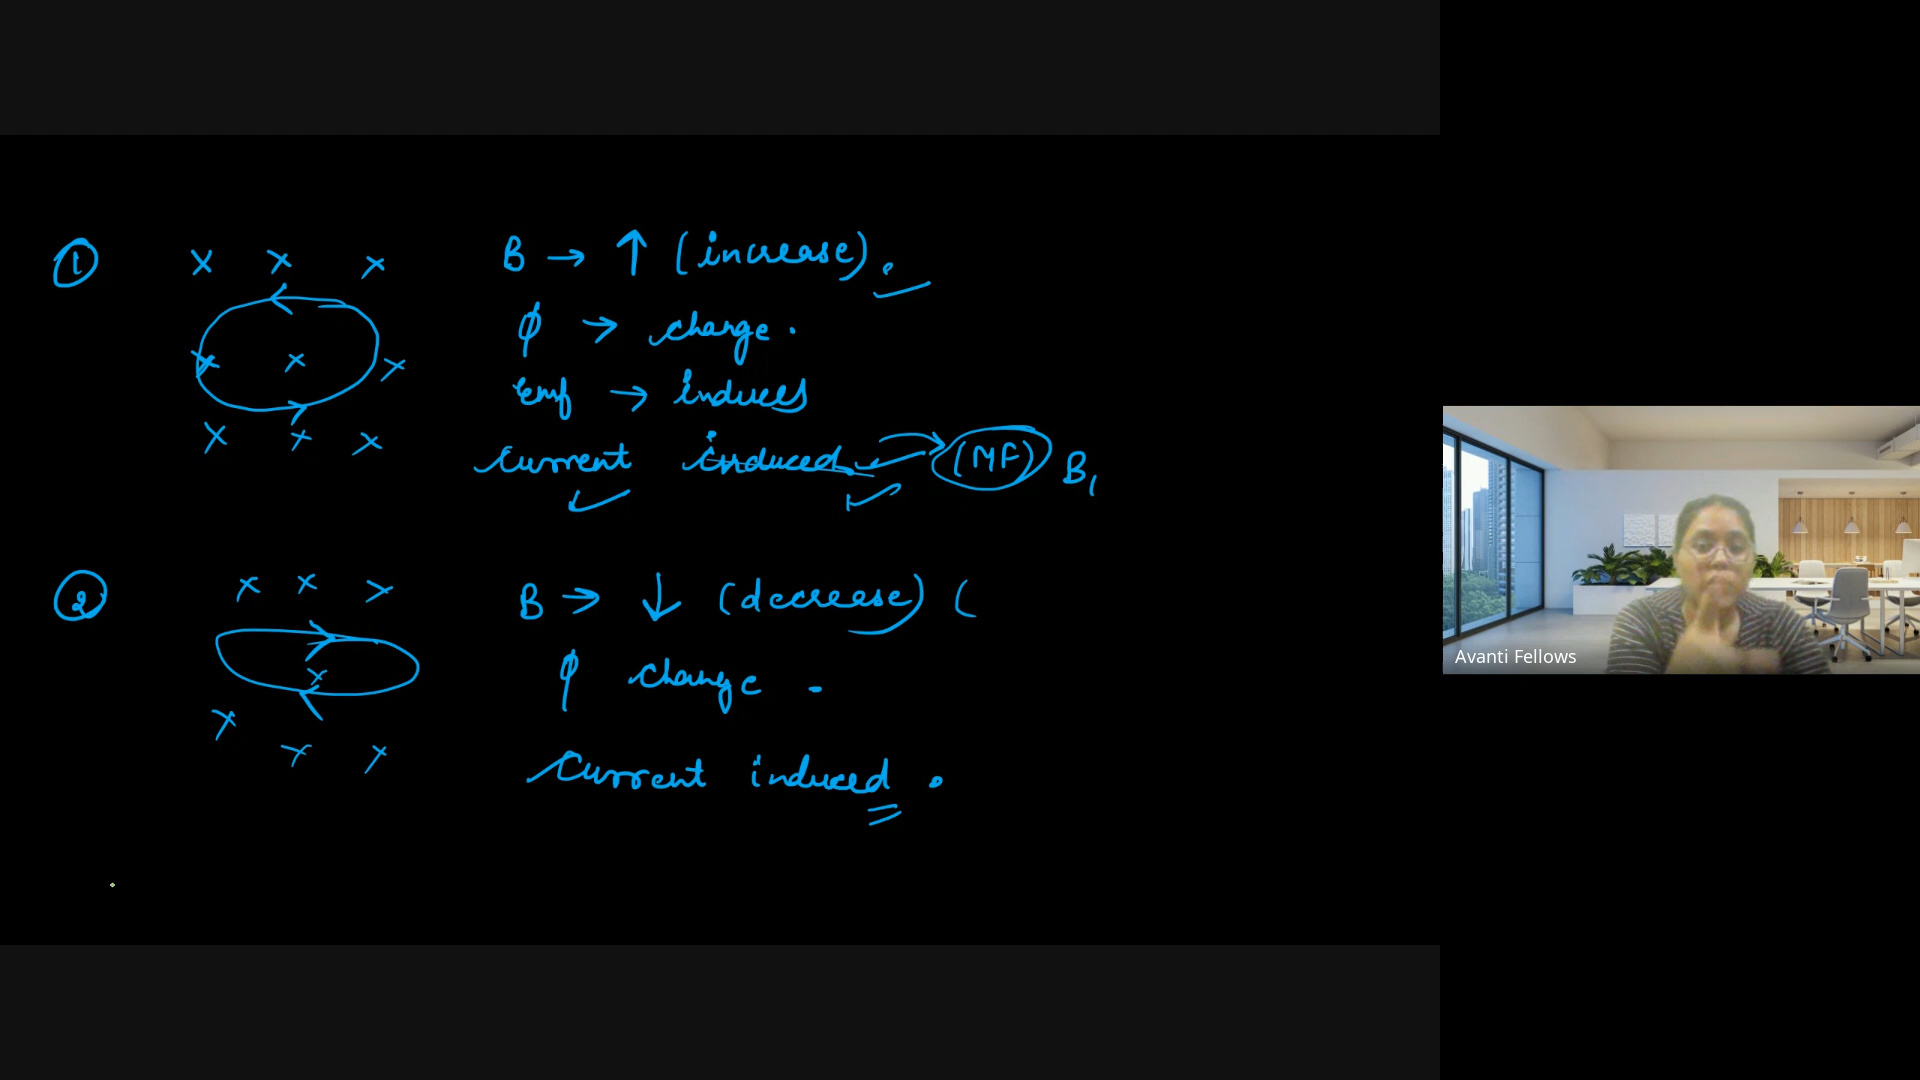 ① x x x
x x x
x x x
B → ↑ (increase).
ϕ → change.
emf → induces
Current induced → (MF) B₁
② x x x
x
x x x
B → ↓ (decrease) (
ϕ change .
Current induced .
Avanti Fellows